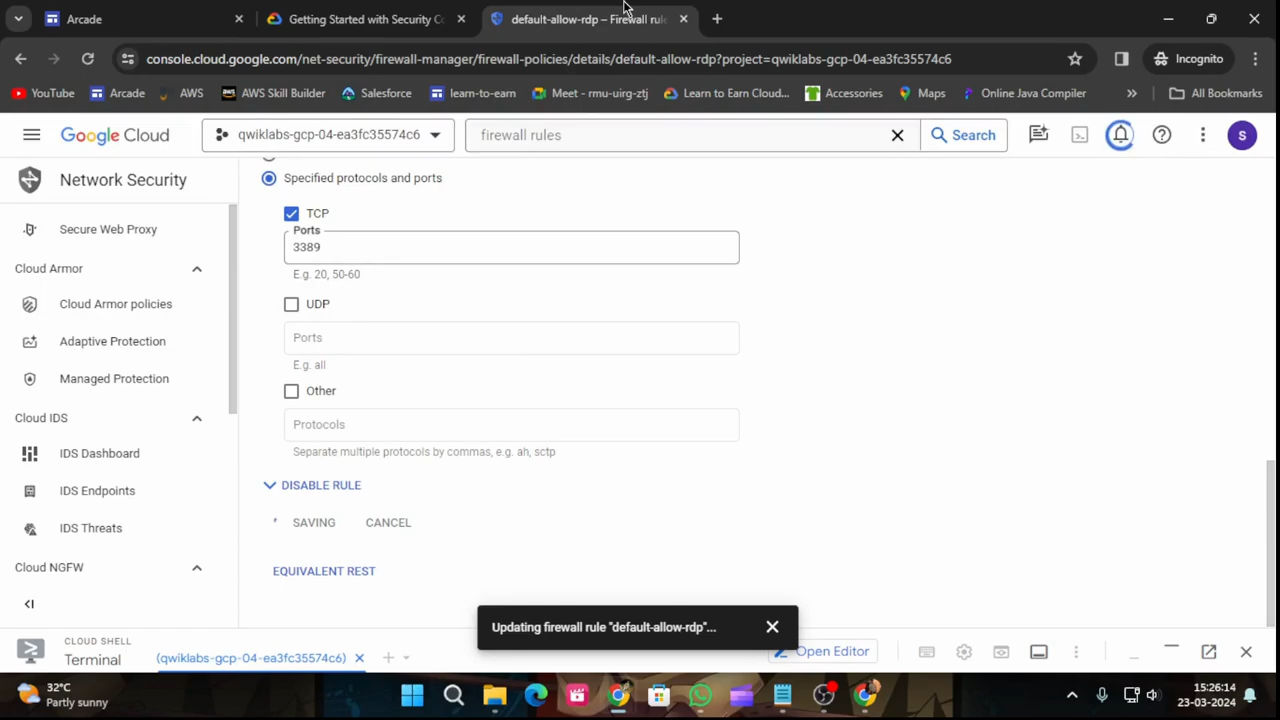 Arcade
Getting Started with Security Co
default-allow-rdp – Firewall rule
console.cloud.google.com/net-security/firewall-manager/firewall-policies/details/default-allow-rdp?project=qwiklabs-gcp-04-ea3fc35574c6
Incognito
YouTube
Arcade
AWS
AWS Skill Builder
Salesforce
learn-to-earn
Meet - rmu-uirg-ztj
Learn to Earn Cloud...
Accessories
Maps
Online Java Compiler
»
All Bookmarks
Google Cloud
qwiklabs-gcp-04-ea3fc35574c6
firewall rules
Search
S
Network Security
Secure Web Proxy
Cloud Armor
Cloud Armor policies
Adaptive Protection
Managed Protection
Cloud IDS
IDS Dashboard
IDS Endpoints
IDS Threats
Cloud NGFW
Specified protocols and ports
TCP
Ports
3389
E.g. 20, 50-60
UDP
Ports
E.g. all
Other
Protocols
Separate multiple protocols by commas, e.g. ah, sctp
DISABLE RULE
SAVING
CANCEL
EQUIVALENT REST
Updating firewall rule "default-allow-rdp"...
CLOUD SHELL
Terminal
(qwiklabs-gcp-04-ea3fc35574c6)
Open Editor
32°C
Partly sunny
15:26:14
23-03-2024